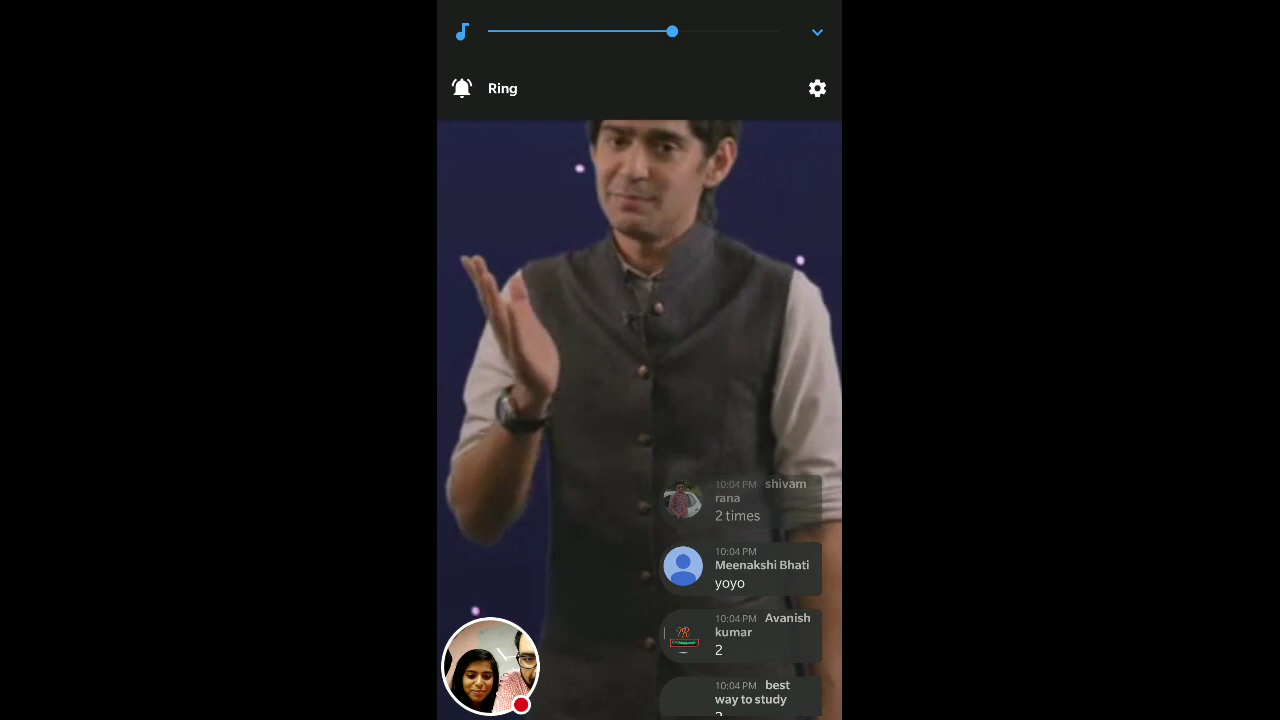 Ring
10:04 PM shivam
rana
2 times
10:04 PM
Meenakshi Bhati
yoyo
10:04 PM Avanish
kumar
2
10:04 PM best
way to study